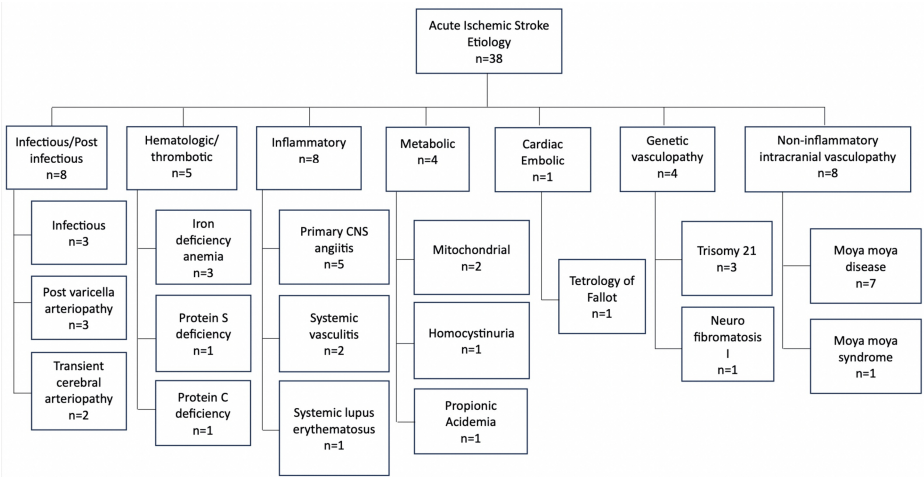 Acute Ischemic Stroke
Etiology
n=38
Infectious/Post
infectious
n=8
Infectious
n=3
Post varicella
arteriopathy
n=3
Transient
cerebral
arteriopathy
n=2
Hematologic/
thrombotic
n=5
Iron
deficiency
anemia
n=3
Protein S
deficiency
n=1
Protein C
deficiency
n=1
Inflammatory
n=8
Primary CNS
angiitis
n=5
Systemic
vasculitis
n=2
Systemic lupus
erythematosus
n=1
Metabolic
n=4
Mitochondrial
n=2
Homocystinuria
n=1
Propionic
Acidemia
n=1
Cardiac
Embolic
n=1
Tetrology of
Fallot
n=1
Genetic
vasculopathy
n=4
Trisomy 21
n=3
Neuro
fibromatosis
I
n=1
Non-inflammatory
intracranial vasculopathy
n=8
Moya moya
disease
n=7
Moya moya
syndrome
n=1